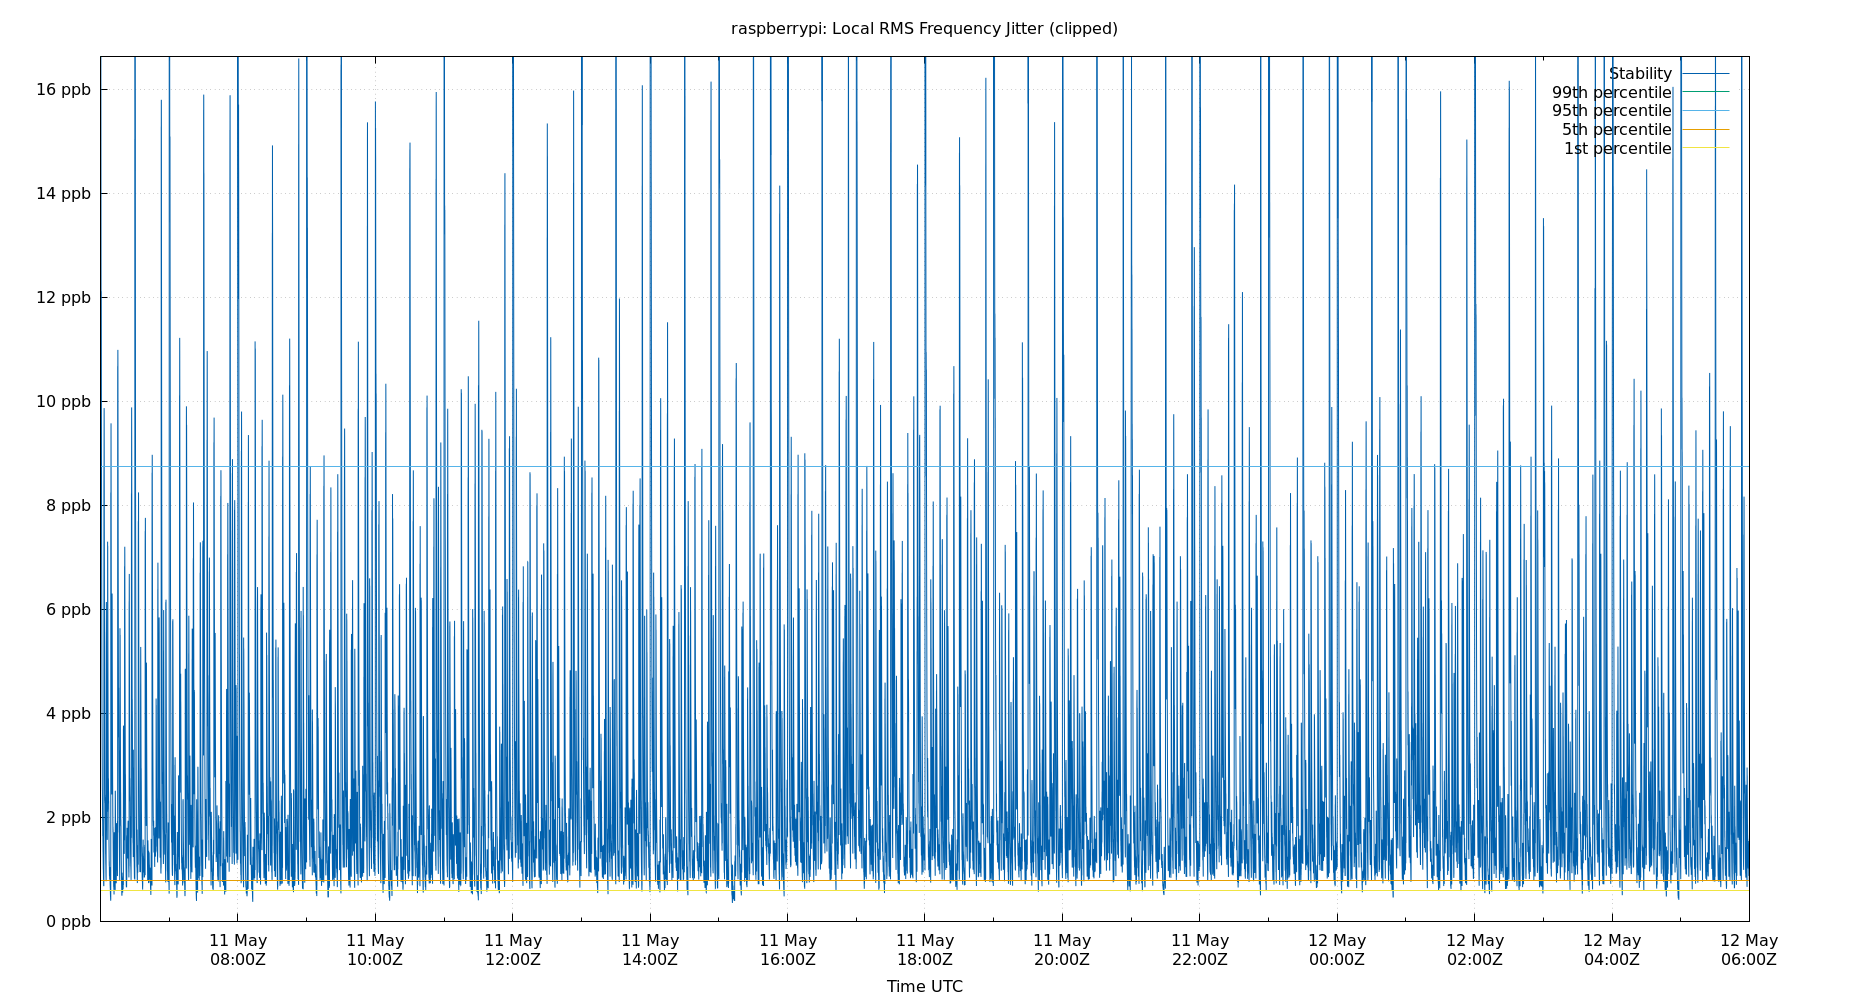 raspberrypi: Local RMS Frequency Jitter (clipped)
16 ppb
14 ppb
12 ppb
10 ppb
8 ppb
6 ppb
4 ppb
2 ppb
0 ppb
Stability
99th percentile
95th percentile
5th percentile
1st percentile
11 May 11 May 11 May 11 May 11 May 11 May 11 May 11 May 12 May 12 May 12 May 12 May
08:00Z 10:00Z 12:00Z 14:00Z 16:00Z 18:00Z 20:00Z 22:00Z 00:00Z 02:00Z 04:00Z 06:00Z
Time UTC